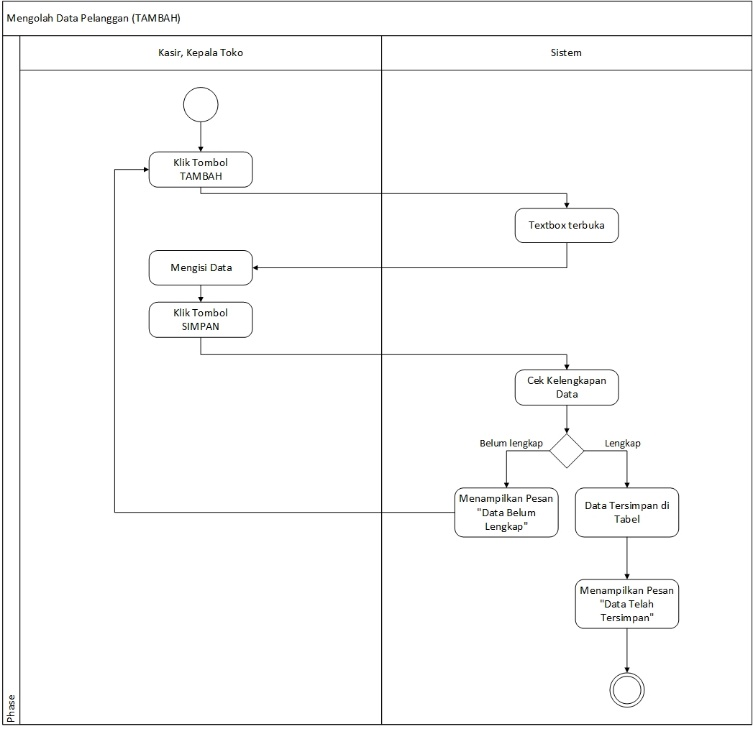 Mengolah Data Pelanggan (TAMBAH)
Kasir, Kepala Toko
Sistem
Klik Tombol
TAMBAH
Textbox terbuka
Mengisi Data
Klik Tombol
SIMPAN
Cek Kelengkapan
Data
Belum lengkap
Lengkap
Menampilkan Pesan
"Data Belum
Lengkap"
Data Tersimpan di
Tabel
Menampilkan Pesan
"Data Telah
Tersimpan"
Phase